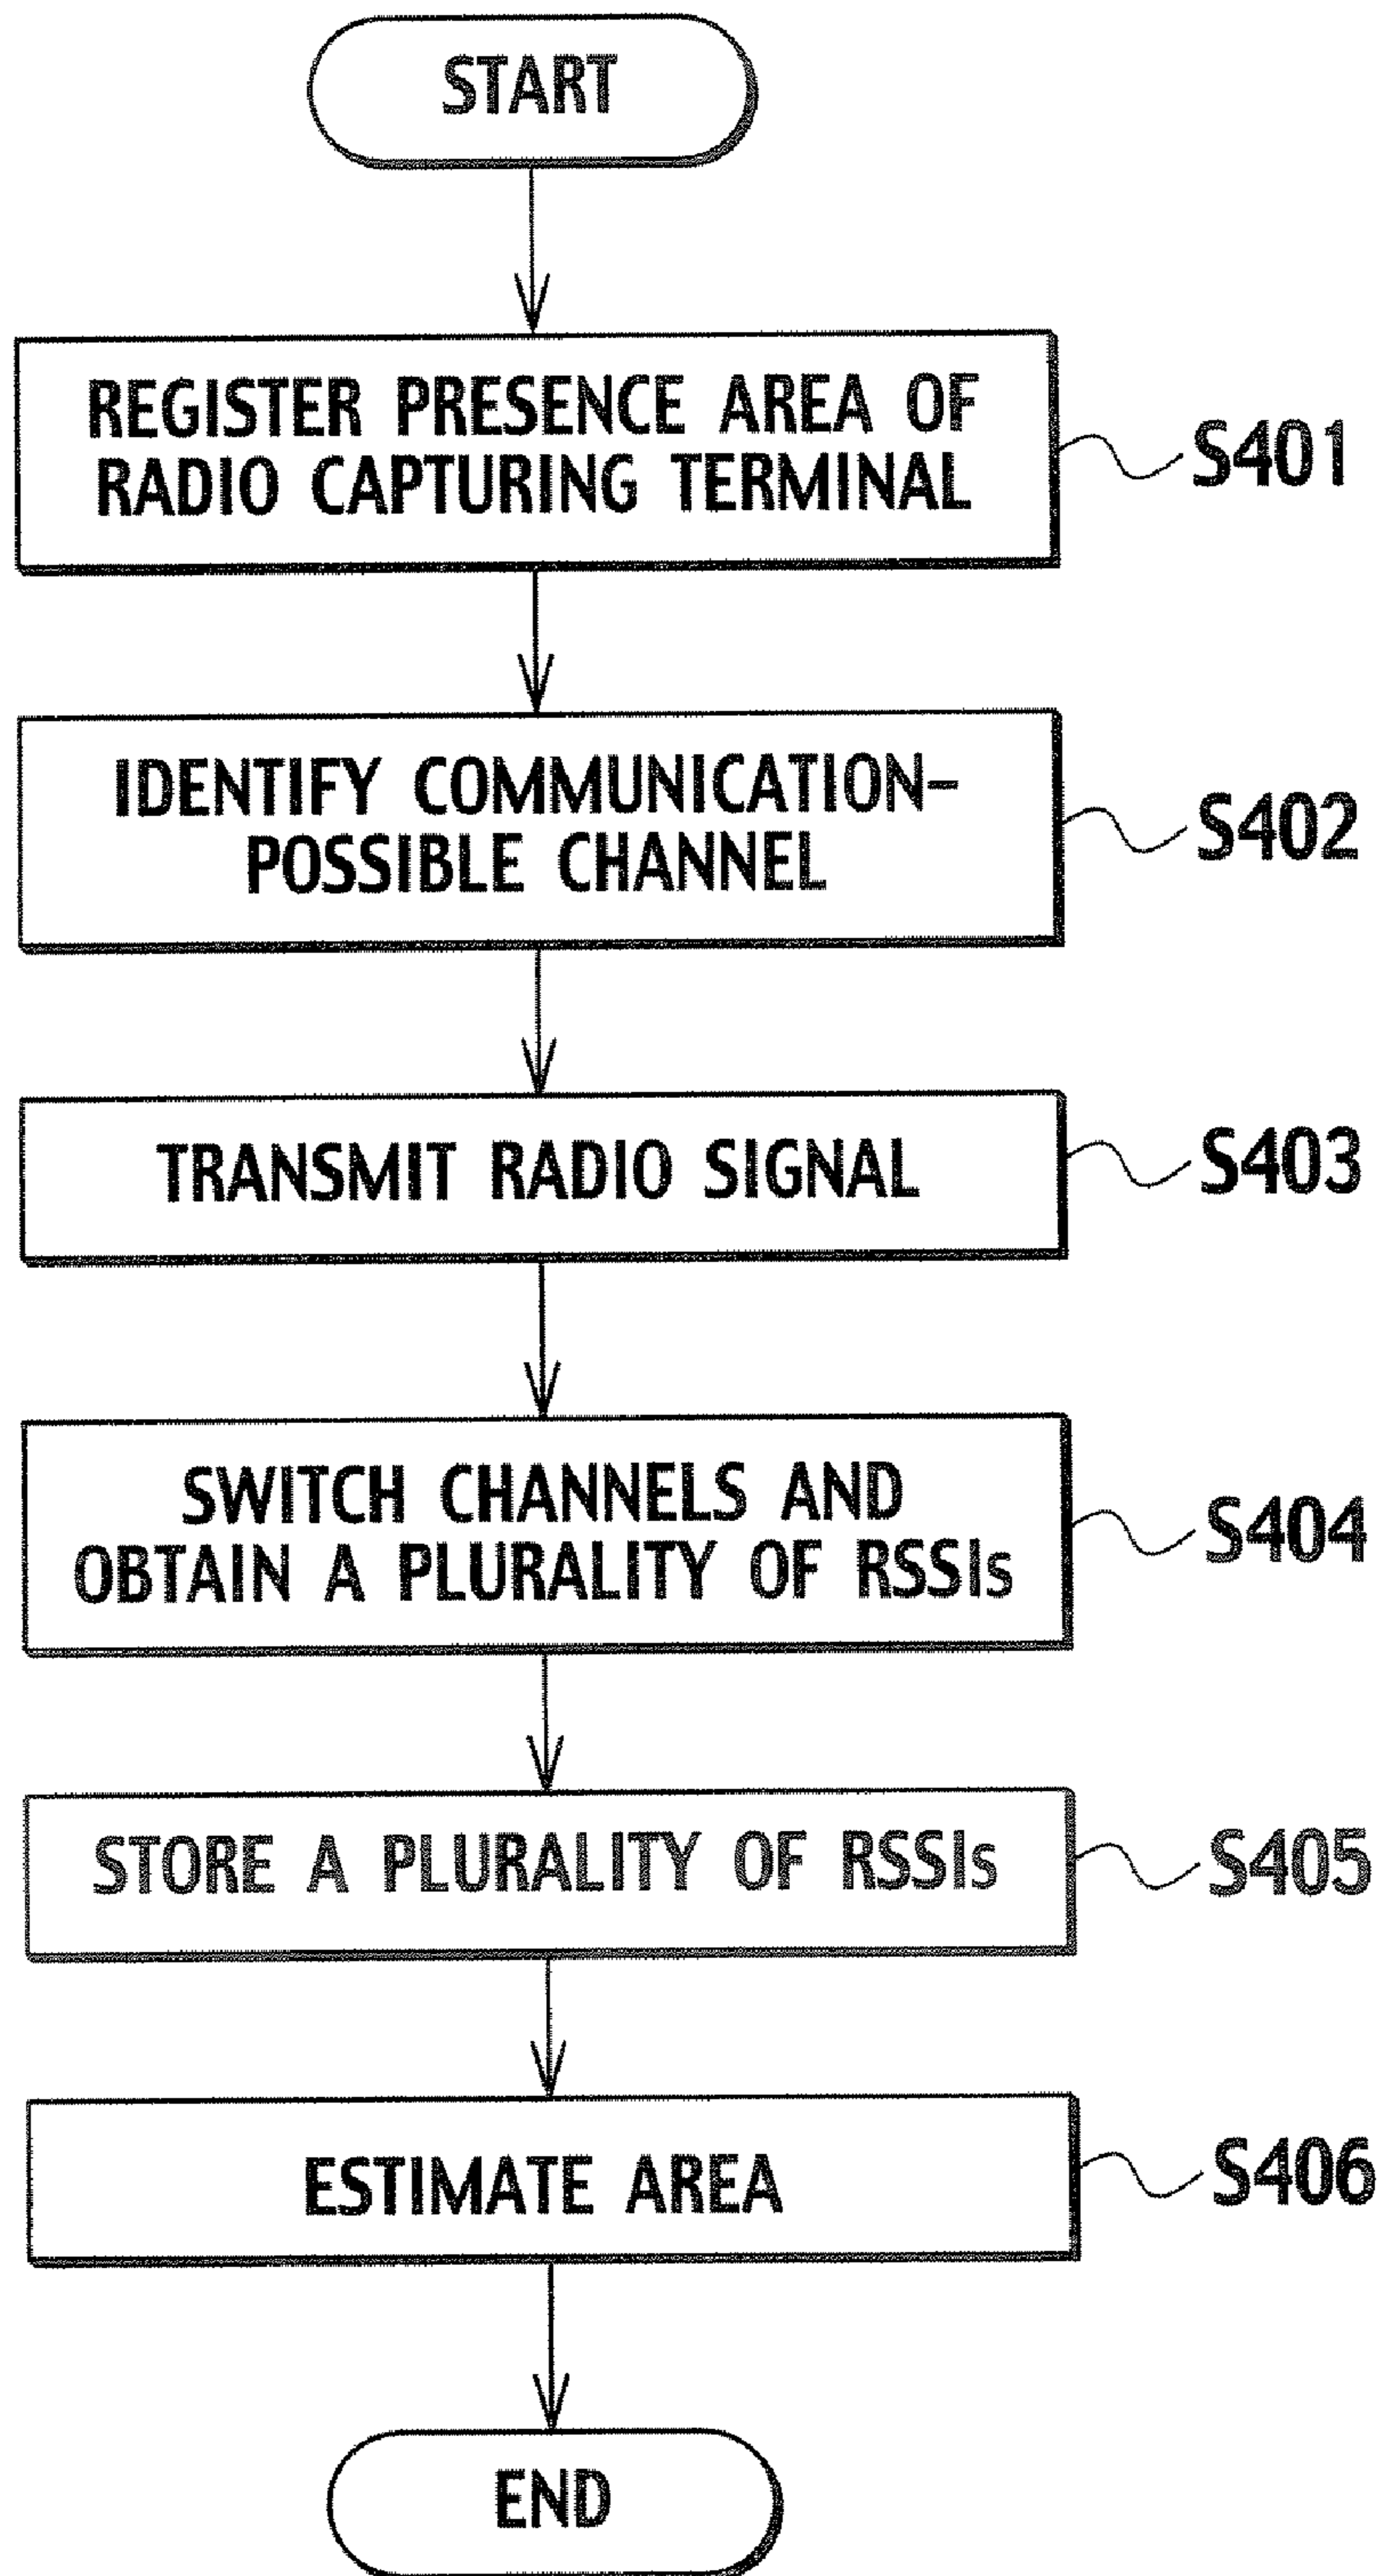 START
REGISTER PRESENCE AREA OF
RADIO CAPTURING TERMINAL
S401
IDENTIFY COMMUNICATION-
POSSIBLE CHANNEL
S402
TRANSMIT RADIO SIGNAL
S403
SWITCH CHANNELS AND
OBTAIN A PLURALITY OF RSSIs
S404
STORE A PLURALITY OF RSSIs
S405
ESTIMATE AREA
S406
END